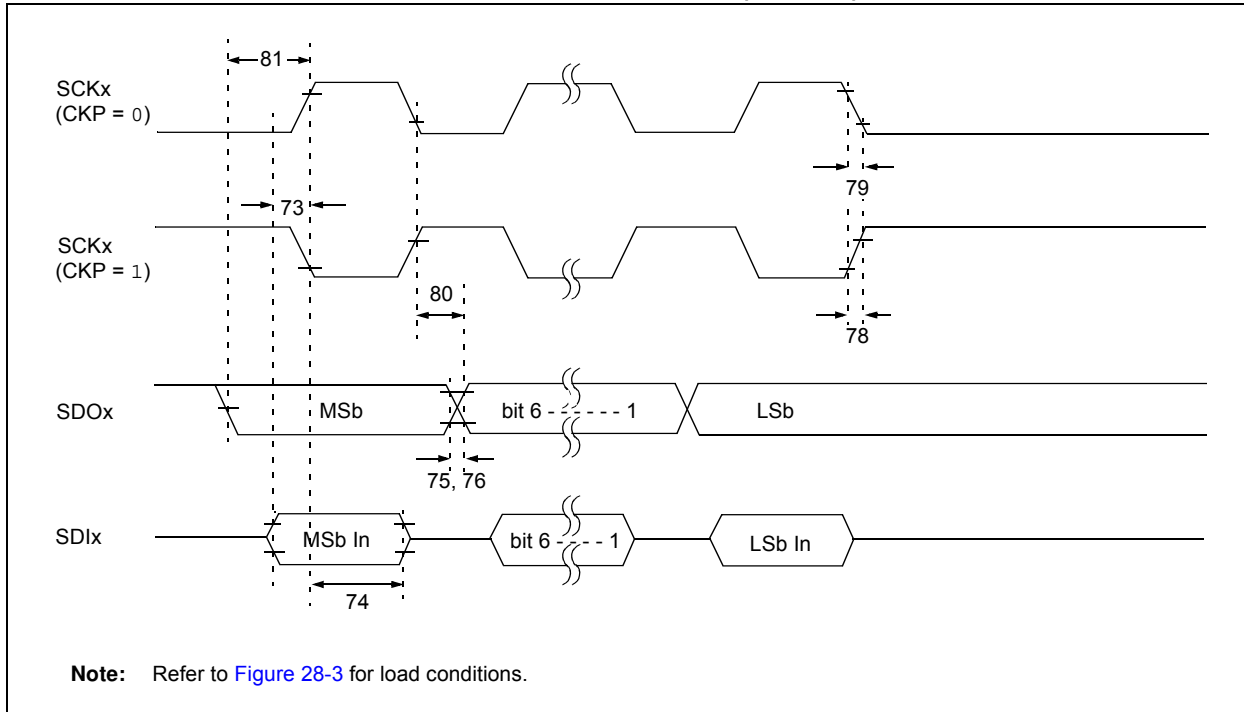 81
SCKx
(CKP = 0)
79
73
SCKx
(CKP = 1)
80
78
SDOx
MSb
bit 6 - - - - - - 1
LSb
75, 76
SDIx
MSb In
bit 6 - - - - 1
LSb In
74
Note: Refer to Figure 28-3 for load conditions.